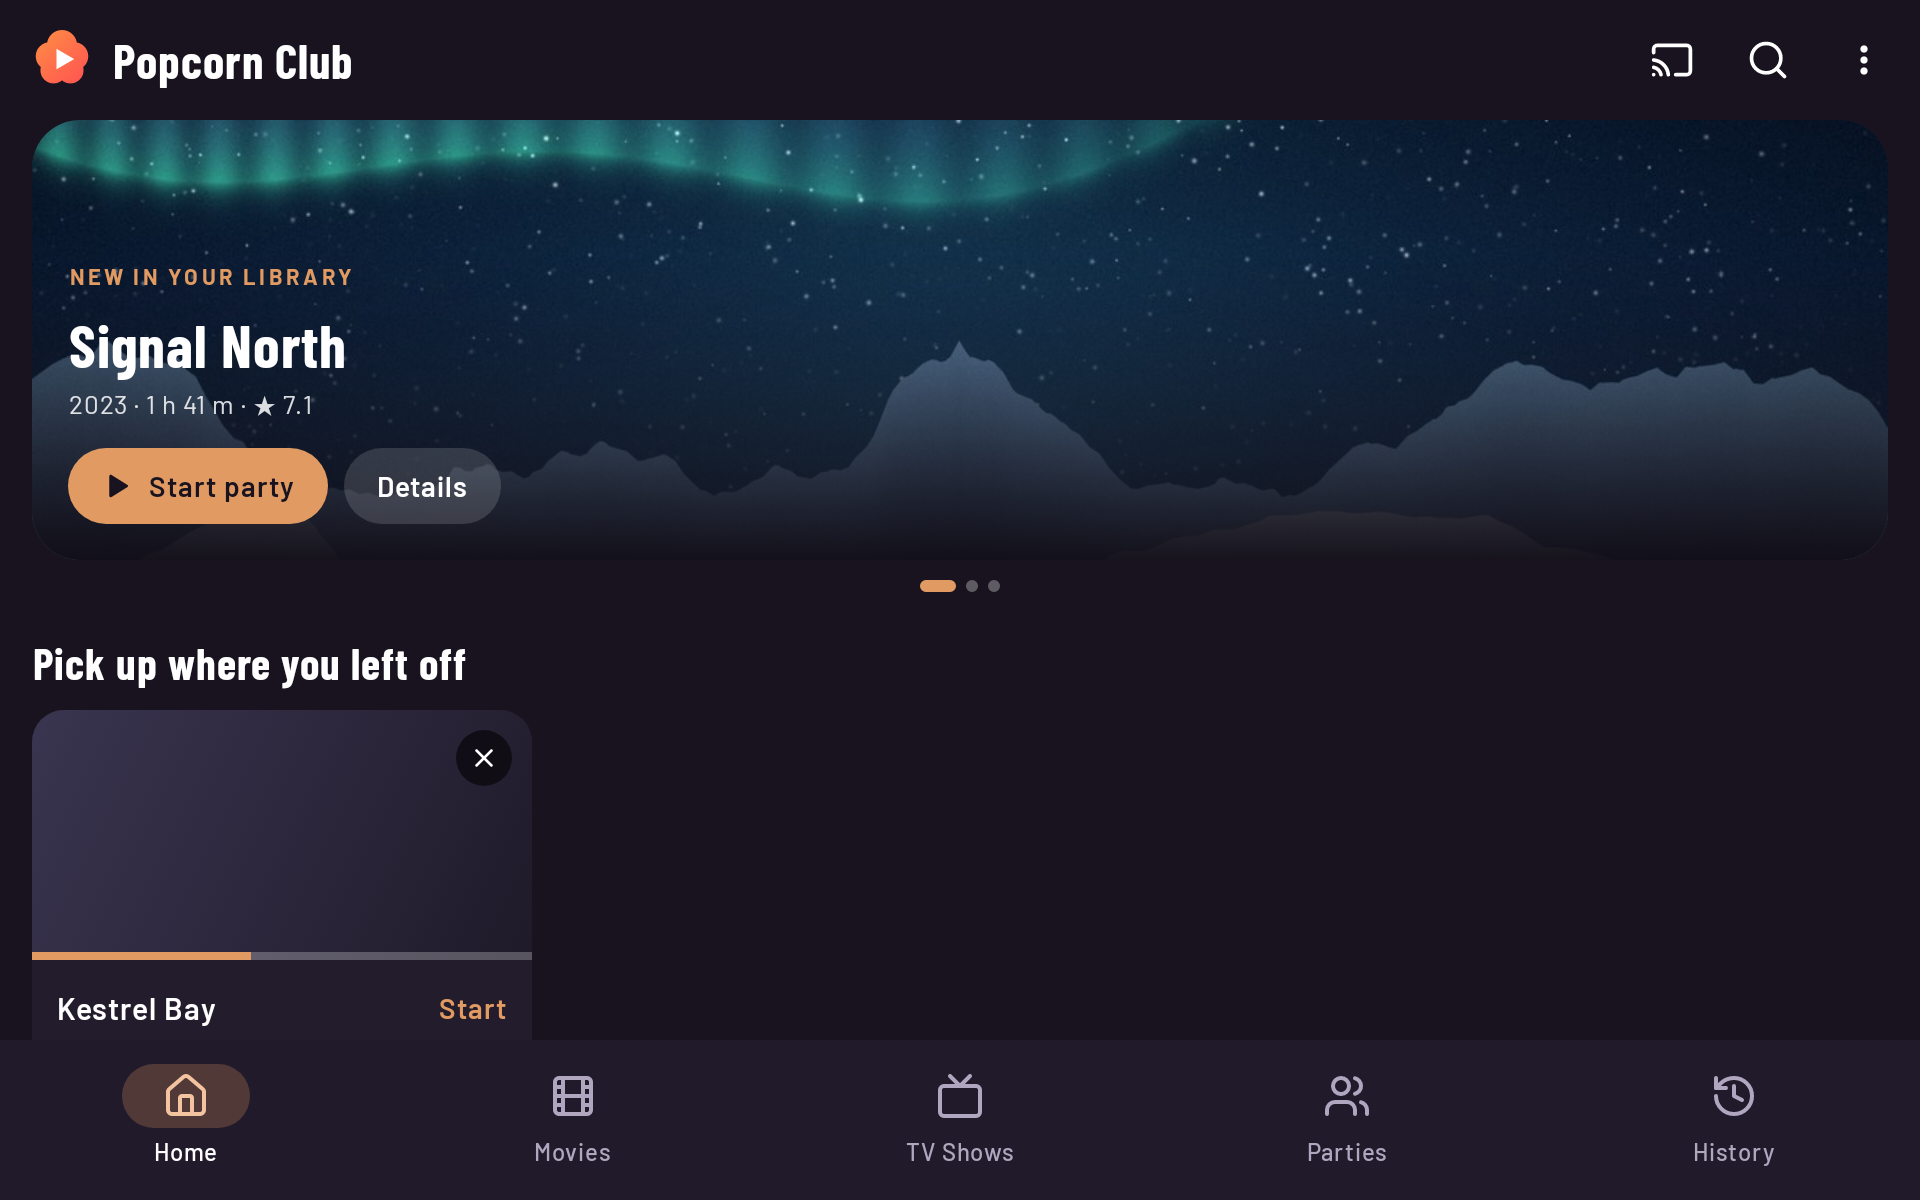 Popcorn Club
NEW IN YOUR LIBRARY
Signal North
2023 · 1 h 41 m · ★ 7.1
Start party
Details
Pick up where you left off
Kestrel Bay
Start
Home
Movies
TV Shows
Parties
History